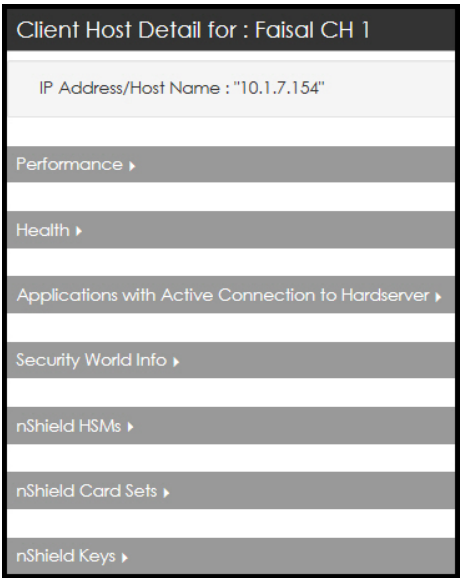 Client Host Detail for : Faisal CH 1
IP Address/Host Name : "10.1.7.154"
Performance
Health
Applications with Active Connection to Hardserver
Security World Info
nShield HSMs
nShield Card Sets
nShield Keys